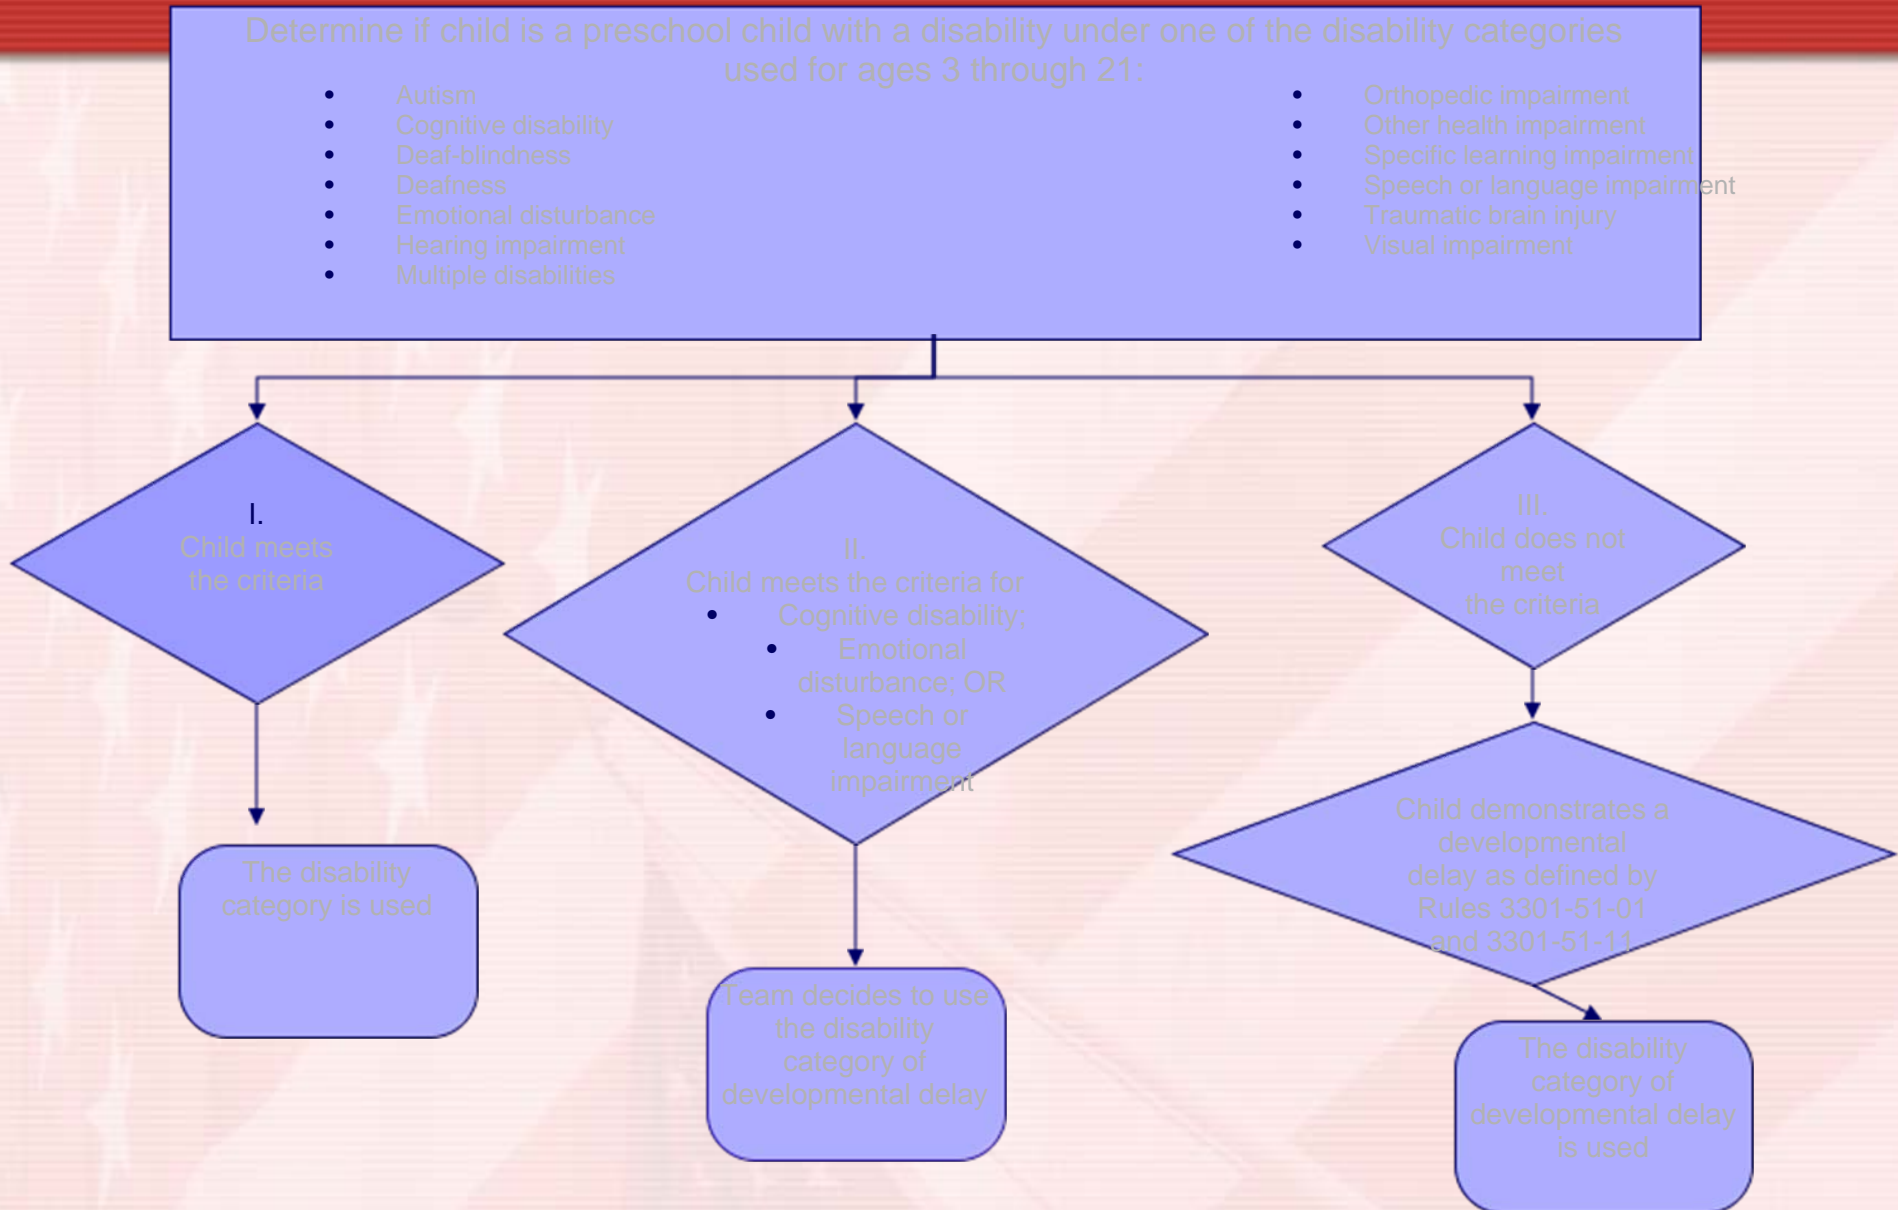 Determine if child is a preschool child with a disability under one of the disability categories
used for ages 3 through 21:
• Autism
• Cognitive disability
• Deaf-blindness
• Deafness
• Emotional disturbance
• Hearing impairment
• Multiple disabilities
• Orthopedic impairment
• Other health impairment
• Specific learning impairment
• Speech or language impairment
• Traumatic brain injury
• Visual impairment
I.
Child meets
the criteria
II.
Child meets the criteria for
• Cognitive disability;
• Emotional
disturbance; OR
• Speech or
language
impairment
III.
Child does not
meet
the criteria
Child demonstrates a
developmental
delay as defined by
Rules 3301-51-01
and 3301-51-11
The disability
category is used
Team decides to use
the disability
category of
developmental delay
The disability
category of
developmental delay
is used